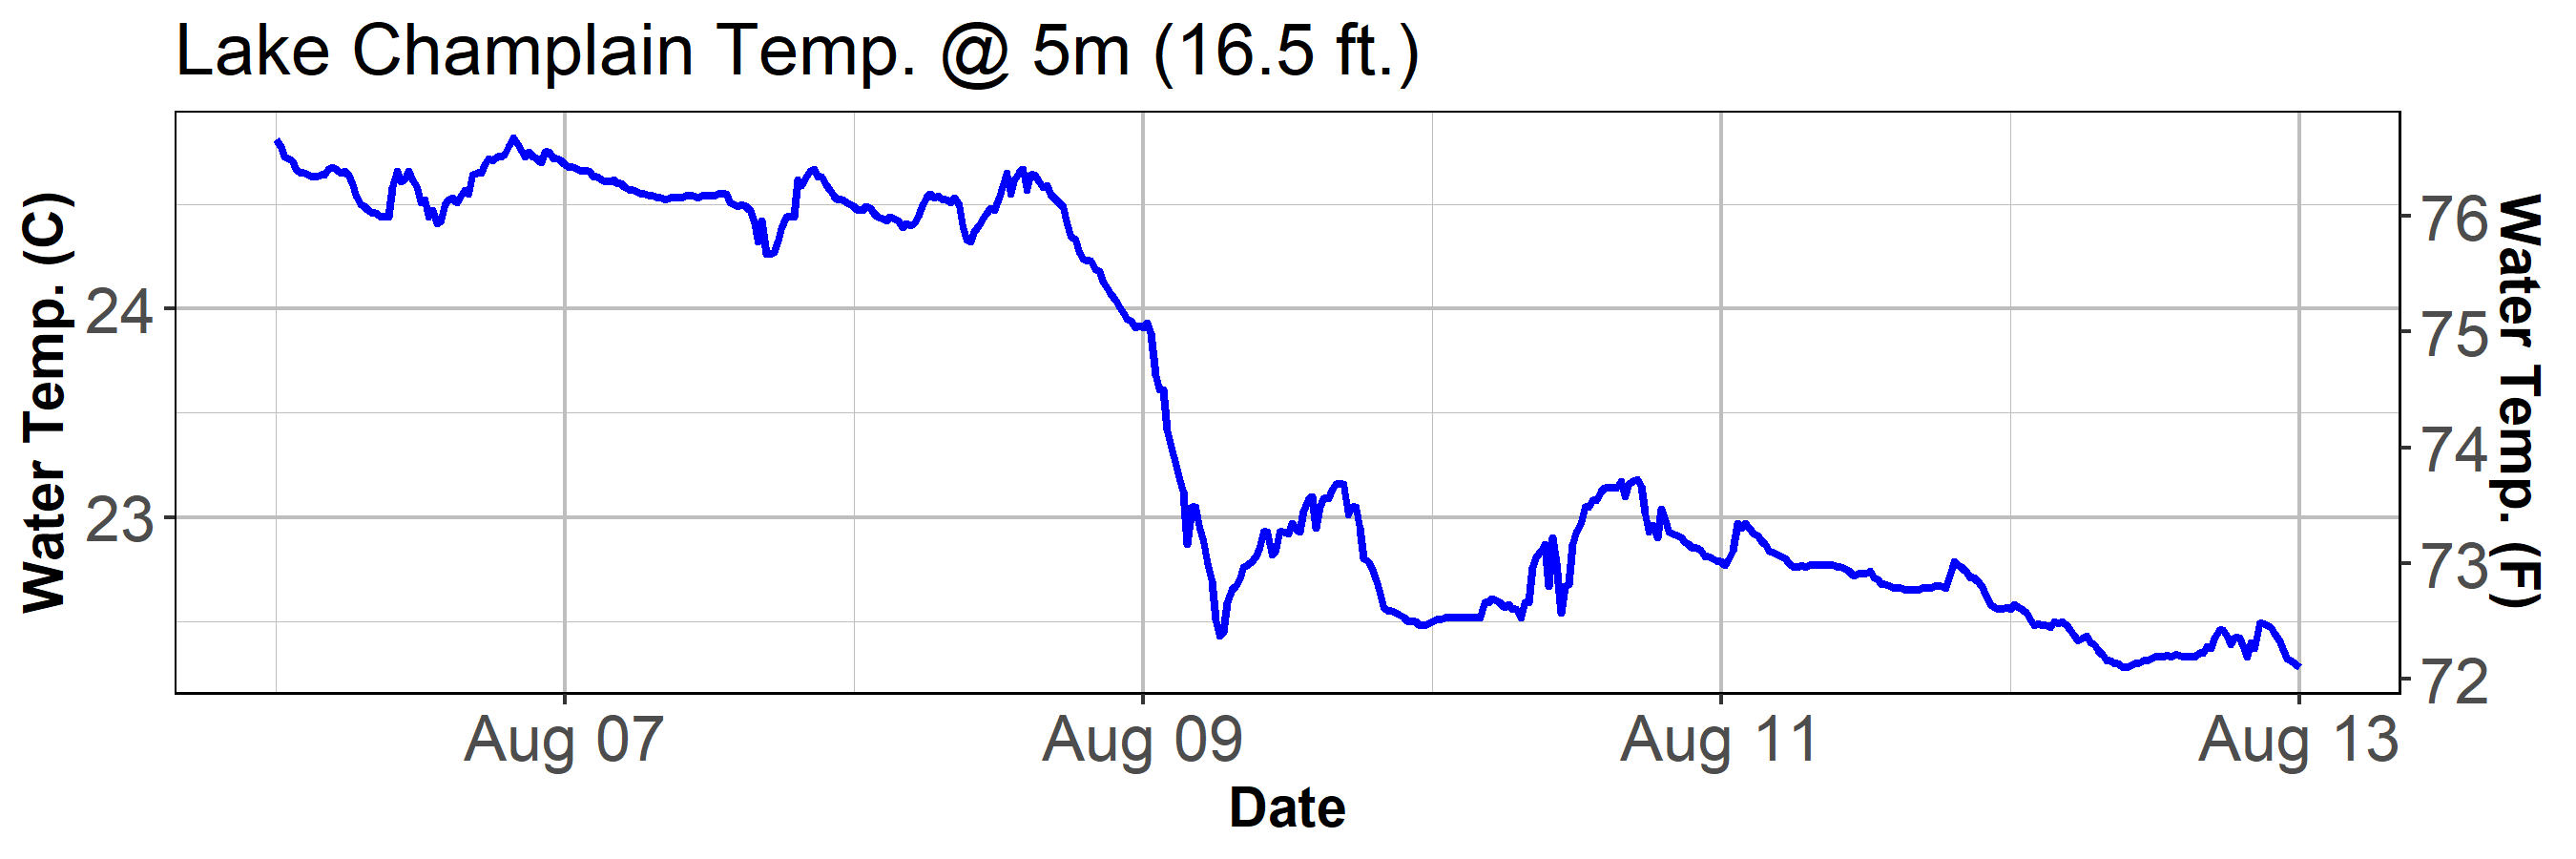 Lake Champlain Temp. @ 5m (16.5 ft.)
Water Temp. (C)
24
23
76
75
74
73
72
Water Temp. (F)
Aug 07
Aug 09
Aug 11
Aug 13
Date